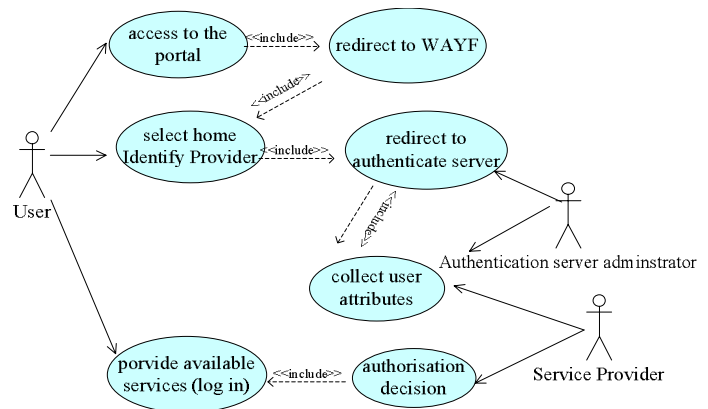 access to the
portal
<<include>>
redirect to WAYF
<<include>>
select home
Identify Provider
<<include>>
redirect to
authenticate server
User
<<include>>
Authentication server adminstrator
collect user
attributes
porvide available
services (log in)
<<include>>
authorisation
decision
Service Provider